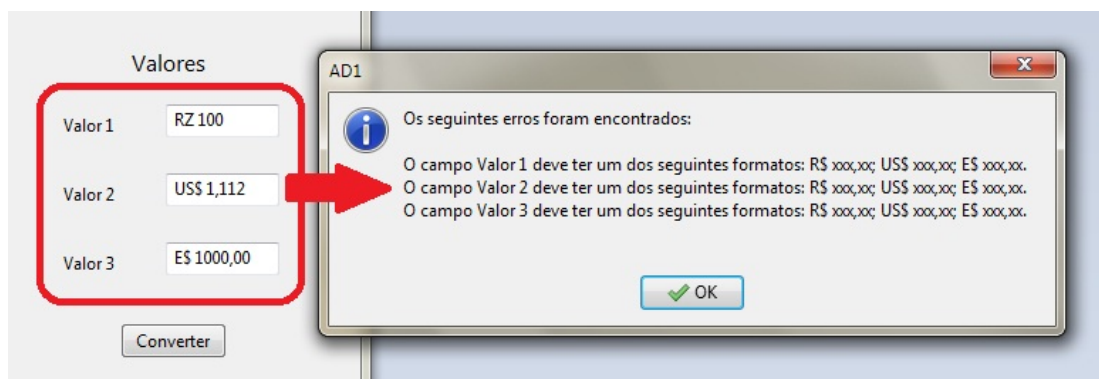 Valores
Valor 1
RZ 100
Valor 2
US$ 1,112
Valor 3
E$ 1000,00
Converter
AD1
Os seguintes erros foram encontrados:
O campo Valor 1 deve ter um dos seguintes formatos: R$ xxx,xx; US$ xxx,xx; E$ xxx,xx.
O campo Valor 2 deve ter um dos seguintes formatos: R$ xxx,xx; US$ xxx,xx; E$ xxx,xx.
O campo Valor 3 deve ter um dos seguintes formatos: R$ xxx,xx; US$ xxx,xx; E$ xxx,xx.
OK